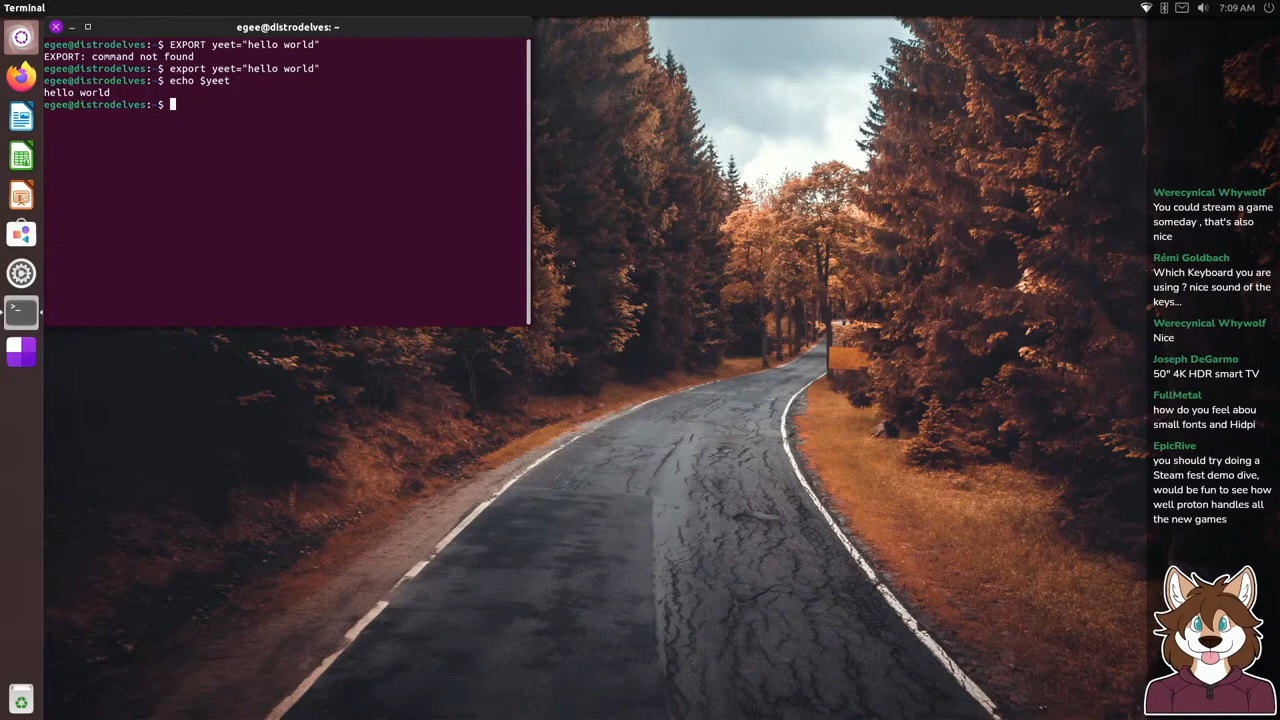 Terminal
7:09 AM
egee@distrodelves: ~
egee@distrodelves:~$ EXPORT yeet="hello world"
EXPORT: command not found
egee@distrodelves:~$ export yeet="hello world"
egee@distrodelves:~$ echo $yeet
hello world
egee@distrodelves:~$
>_
Werecynical Whywolf
You could stream a game
someday , that's also
nice
Rémi Goldbach
Which Keyboard you are
using ? nice sound of the
keys...
Werecynical Whywolf
Nice
Joseph DeGarmo
50" 4K HDR smart TV
FullMetal
how do you feel abou
small fonts and Hidpi
EpicRive
you should try doing a
Steam fest demo dive,
would be fun to see how
well proton handles all
the new games